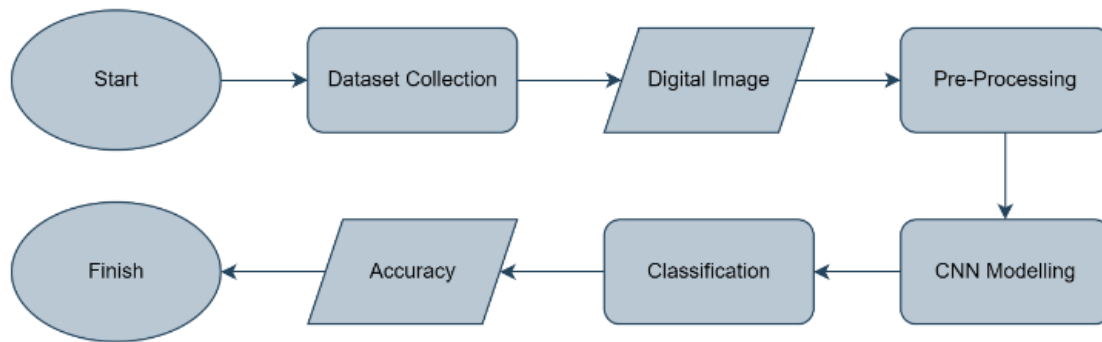 Start
Dataset Collection
Digital Image
Pre-Processing
CNN Modelling
Classification
Accuracy
Finish